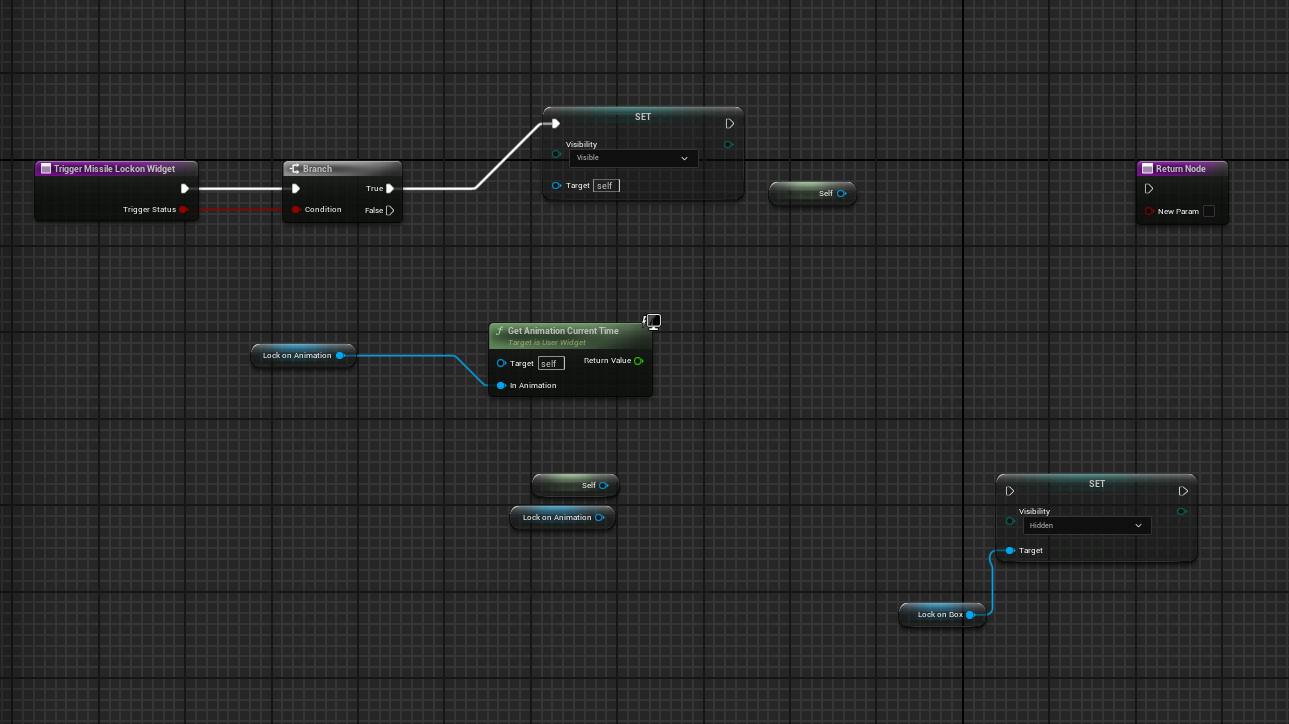 SET
Visibility
Visible
Target self
Trigger Missile Lockon Widget
Trigger Status
Branch
True
Condition
False
Self
Return Node
New Param
Get Animation Current Time
Target is User Widget
Target self
Return Value
In Animation
Lock on Animation
Self
Lock on Animation
SET
Visibility
Hidden
Target
Lock on Box